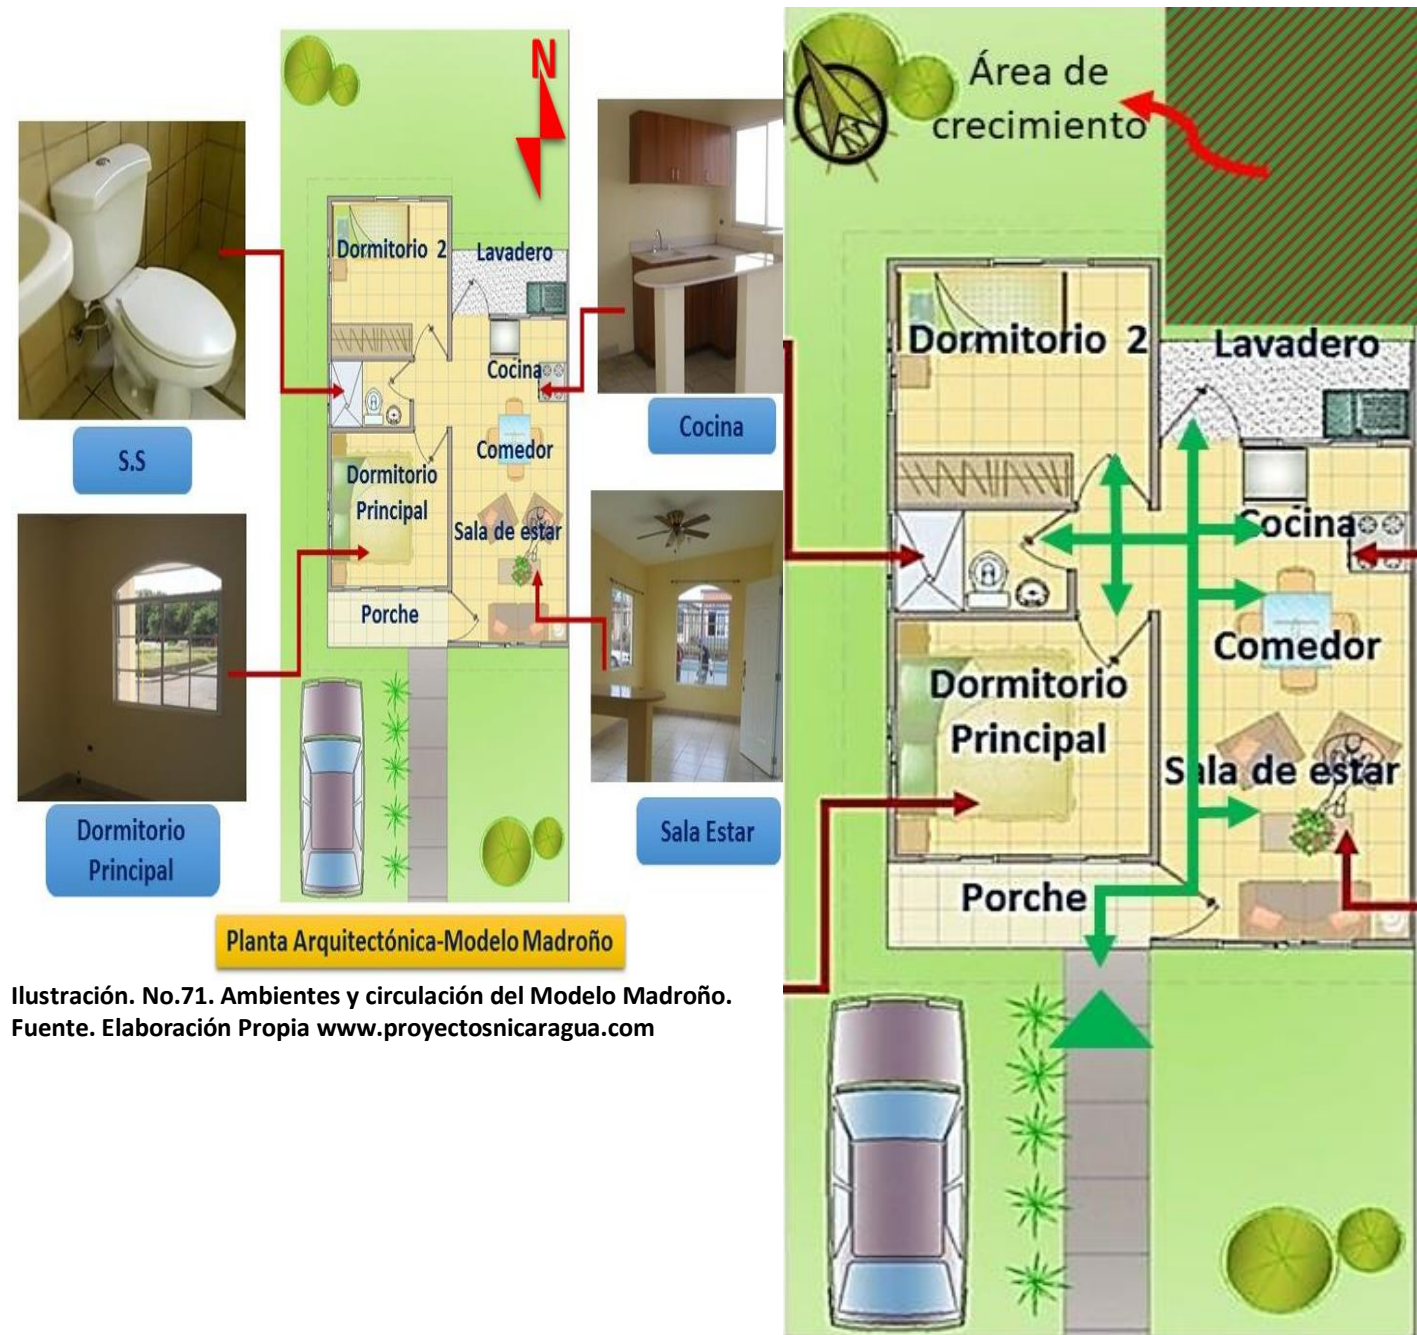 N
Dormitorio 2
Lavadero
Cocina
Comedor
Dormitorio
Principal
Sala de estar
Porche
S.S
Cocina
Dormitorio
Principal
Sala Estar
Planta Arquitectónica-Modelo Madroño
Ilustración. No.71. Ambientes y circulación del Modelo Madroño.
Fuente. Elaboración Propia www.proyectosnicaragua.com
Área de
crecimiento
Dormitorio 2
Lavadero
Cocina
Comedor
Dormitorio
Principal
Sala de estar
Porche